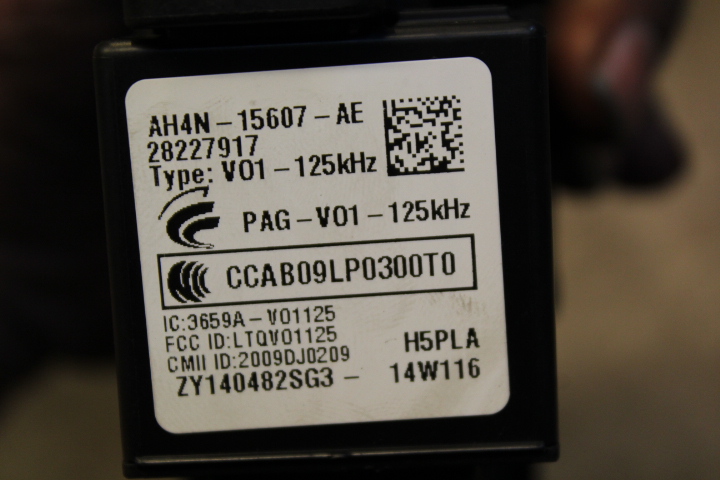 AH4N-15607-AE
28227917
Type: V01-125kHz
PAG-V01-125kHz
CCAB09LP0300T0
IC:3659A-V01125
FCC ID:LTQV01125
CMII ID:2009DJ0209
H5PLA
ZY140482SG3 - 14W116